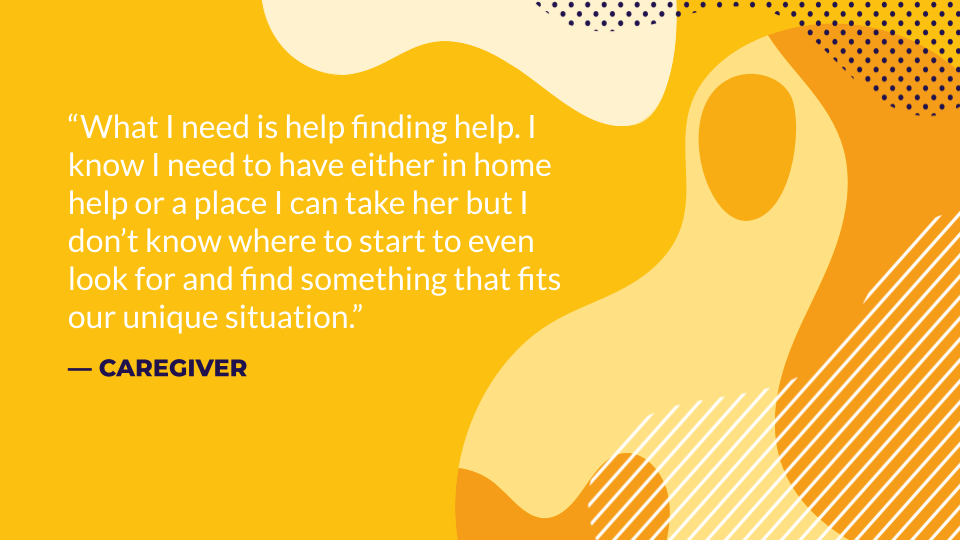 “What I need is help finding help. I
know I need to have either in home
help or a place I can take her but I
don’t know where to start to even
look for and find something that fits
our unique situation.”
— CAREGIVER